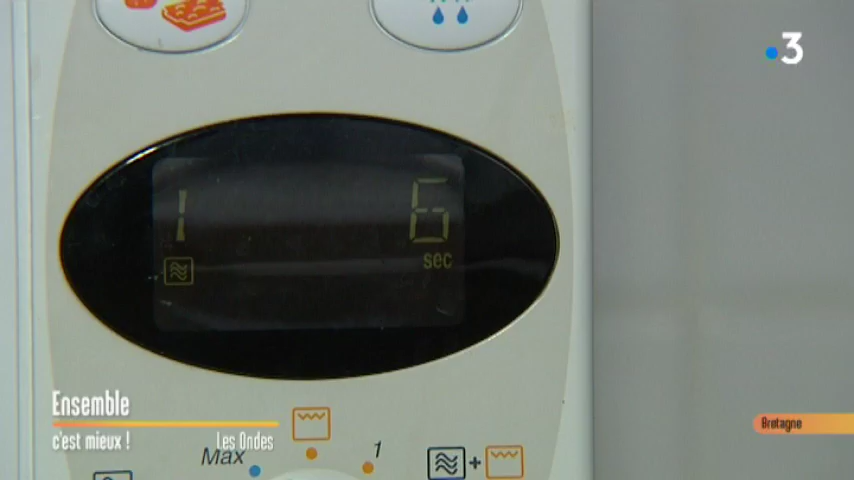 3
1 6
sec
Ensemble
c'est mieux !
Les Ondes
Bretagne
Max
1
+